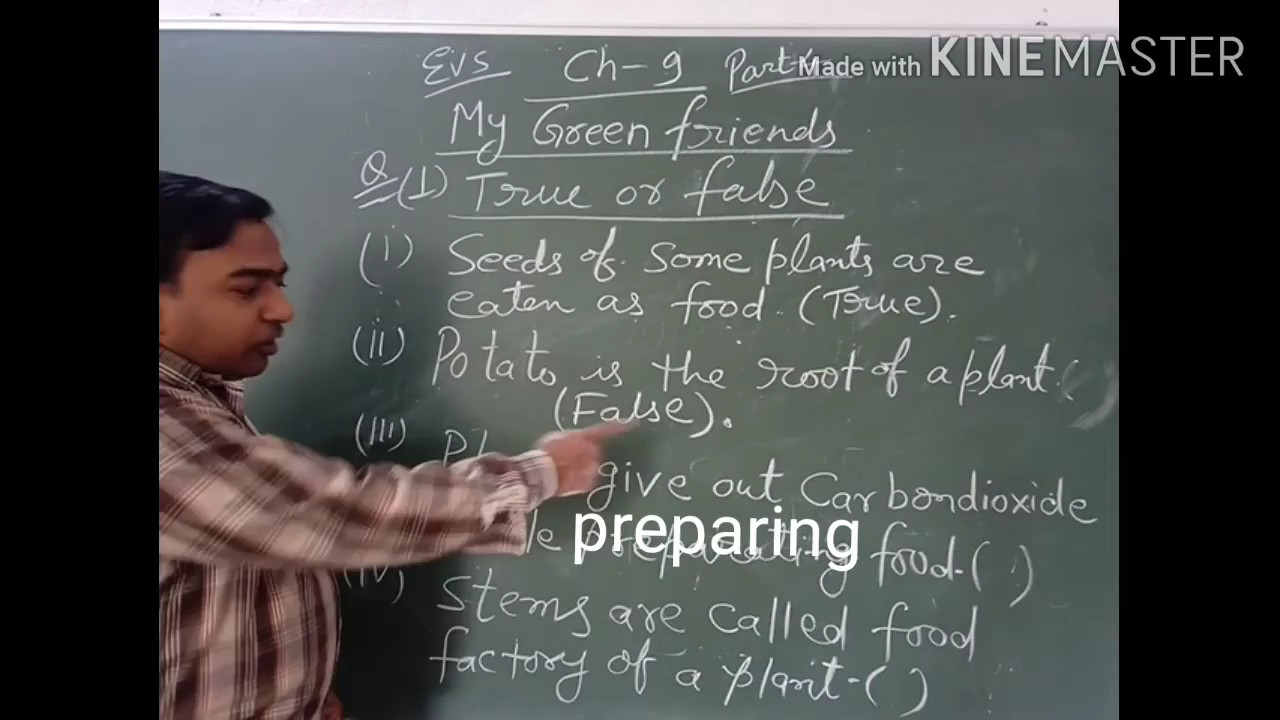 Made with KINEMASTER
EVS Ch-9 Part-
My Green friends
Q (1) True or false
(i) Seeds of some plants are
eaten as food. (True).
(ii) Potato is the root of a plant (
(False).
(iii) give out Carbondioxide
preparing food-( )
preparing
(iv) Stems are called food
factory of a plant-( )